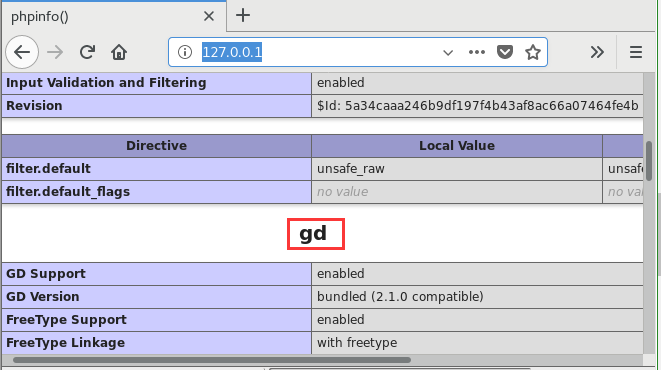 phpinfo()
127.0.0.1
Input Validation and Filtering enabled
Revision $Id: 5a34caaa246b9df197f4b43af8ac66a07464fe4b
Directive Local Value
filter.default unsafe_raw unsafe
filter.default_flags no value no va
gd
GD Support enabled
GD Version bundled (2.1.0 compatible)
FreeType Support enabled
FreeType Linkage with freetype